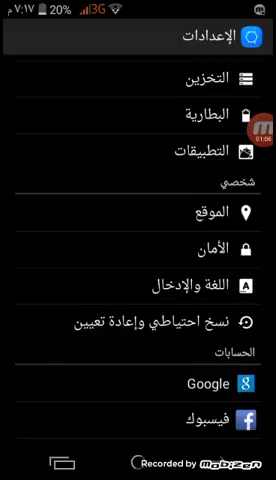 ٧:١٧ م 20% 3G
الإعدادات
التخزين
البطارية
01:06
التطبيقات
شخصي
الموقع
الأمان
اللغة والإدخال
نسخ احتياطي وإعادة تعيين
الحسابات
Google
فيسبوك
Recorded by mobizen